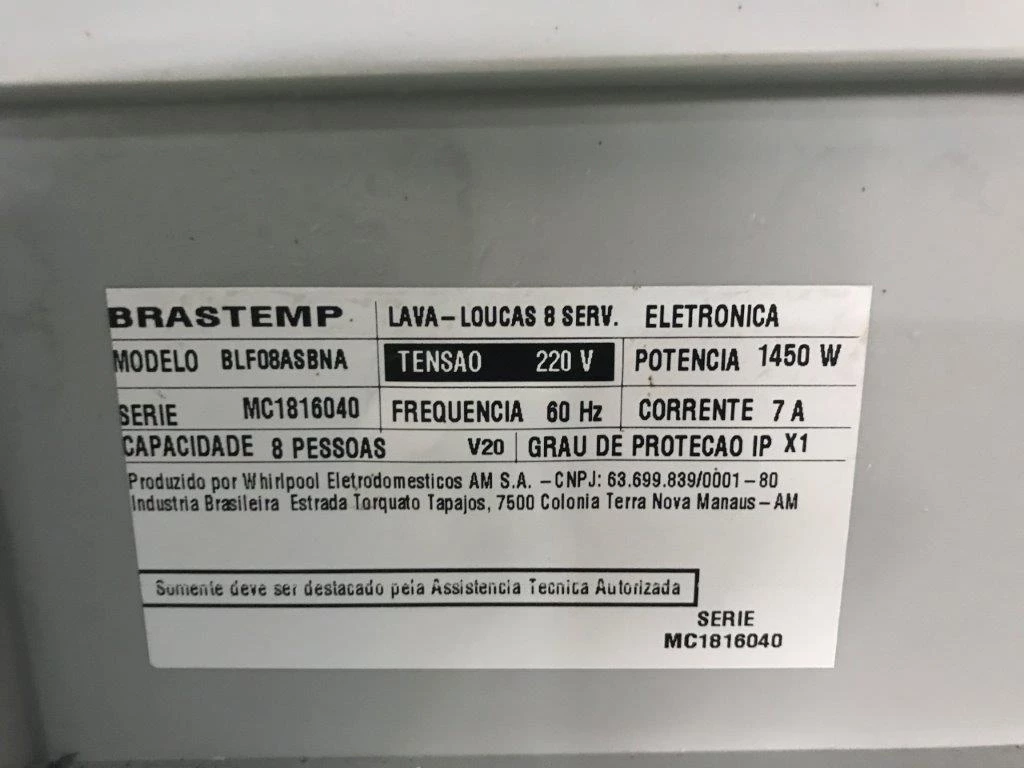 BRASTEMP LAVA-LOUCAS 8 SERV. ELETRONICA
MODELO BLF08ASBNA TENSAO 220 V POTENCIA 1450 W
SERIE MC1816040 FREQUENCIA 60 Hz CORRENTE 7 A
CAPACIDADE 8 PESSOAS V20 GRAU DE PROTECAO IP X1
Produzido por Whirlpool Eletrodomesticos AM S.A. -CNPJ: 63.699.839/0001-80
Industria Brasileira Estrada Torquato Tapajos, 7500 Colonia Terra Nova Manaus-AM
Somente deve ser destacado pela Assistencia Tecnica Autorizada
SERIE
MC1816040